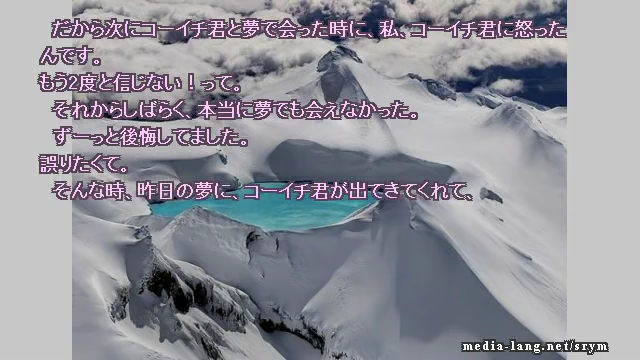 だから次にコーイチ君と夢で会った時に、私、コーイチ君に怒った
んです。
もう2度と信じない！って。
それからしばらく、本当に夢でも会えなかった。
ずーっと後悔してました。
誤りたくて。
そんな時、昨日の夢に、コーイチ君が出てきてくれて、
media-lang.net/srym